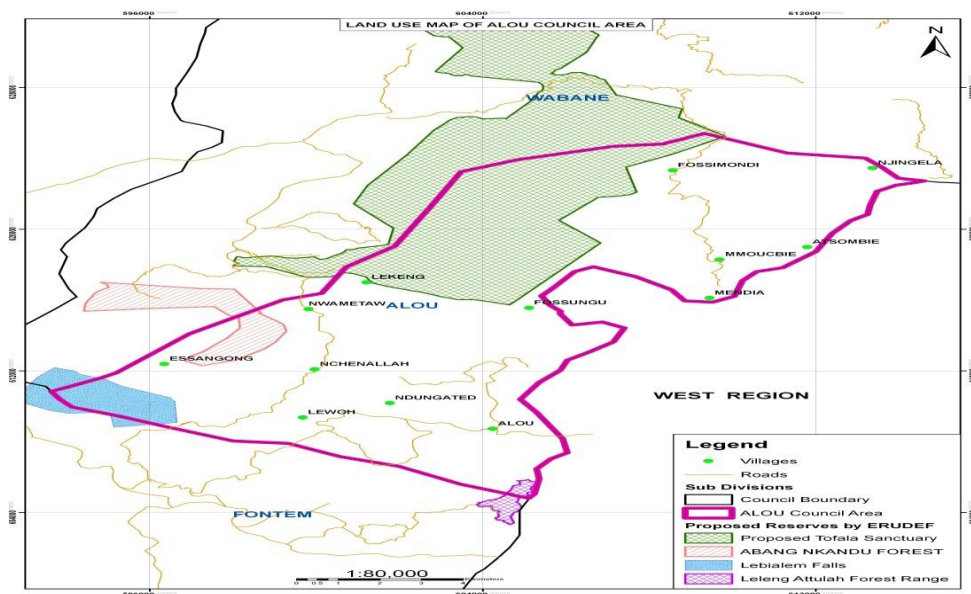 596000 604000 612000
LAND USE MAP OF ALOU COUNCIL AREA
N
WABANE
FOSSIMONDI
NJINGELA
ATSOMBIE
MMOUCBIE
LEKENG
MENDIA
NWAMETAW
ALOU
FOSSUNGU
ESSANGONG
NCHENALLAH
WEST REGION
NDUNGATED
LEWOH
ALOU
FONTEM
1:80,000
Legend
Villages
Roads
Sub Divisions
Council Boundary
ALOU Council Area
Proposed Reserves by ERUDEF
Proposed Tofala Sanctuary
ABANG NKANDU FOREST
Lebialem Falls
Leleng Attulah Forest Range
596000 604000 612000